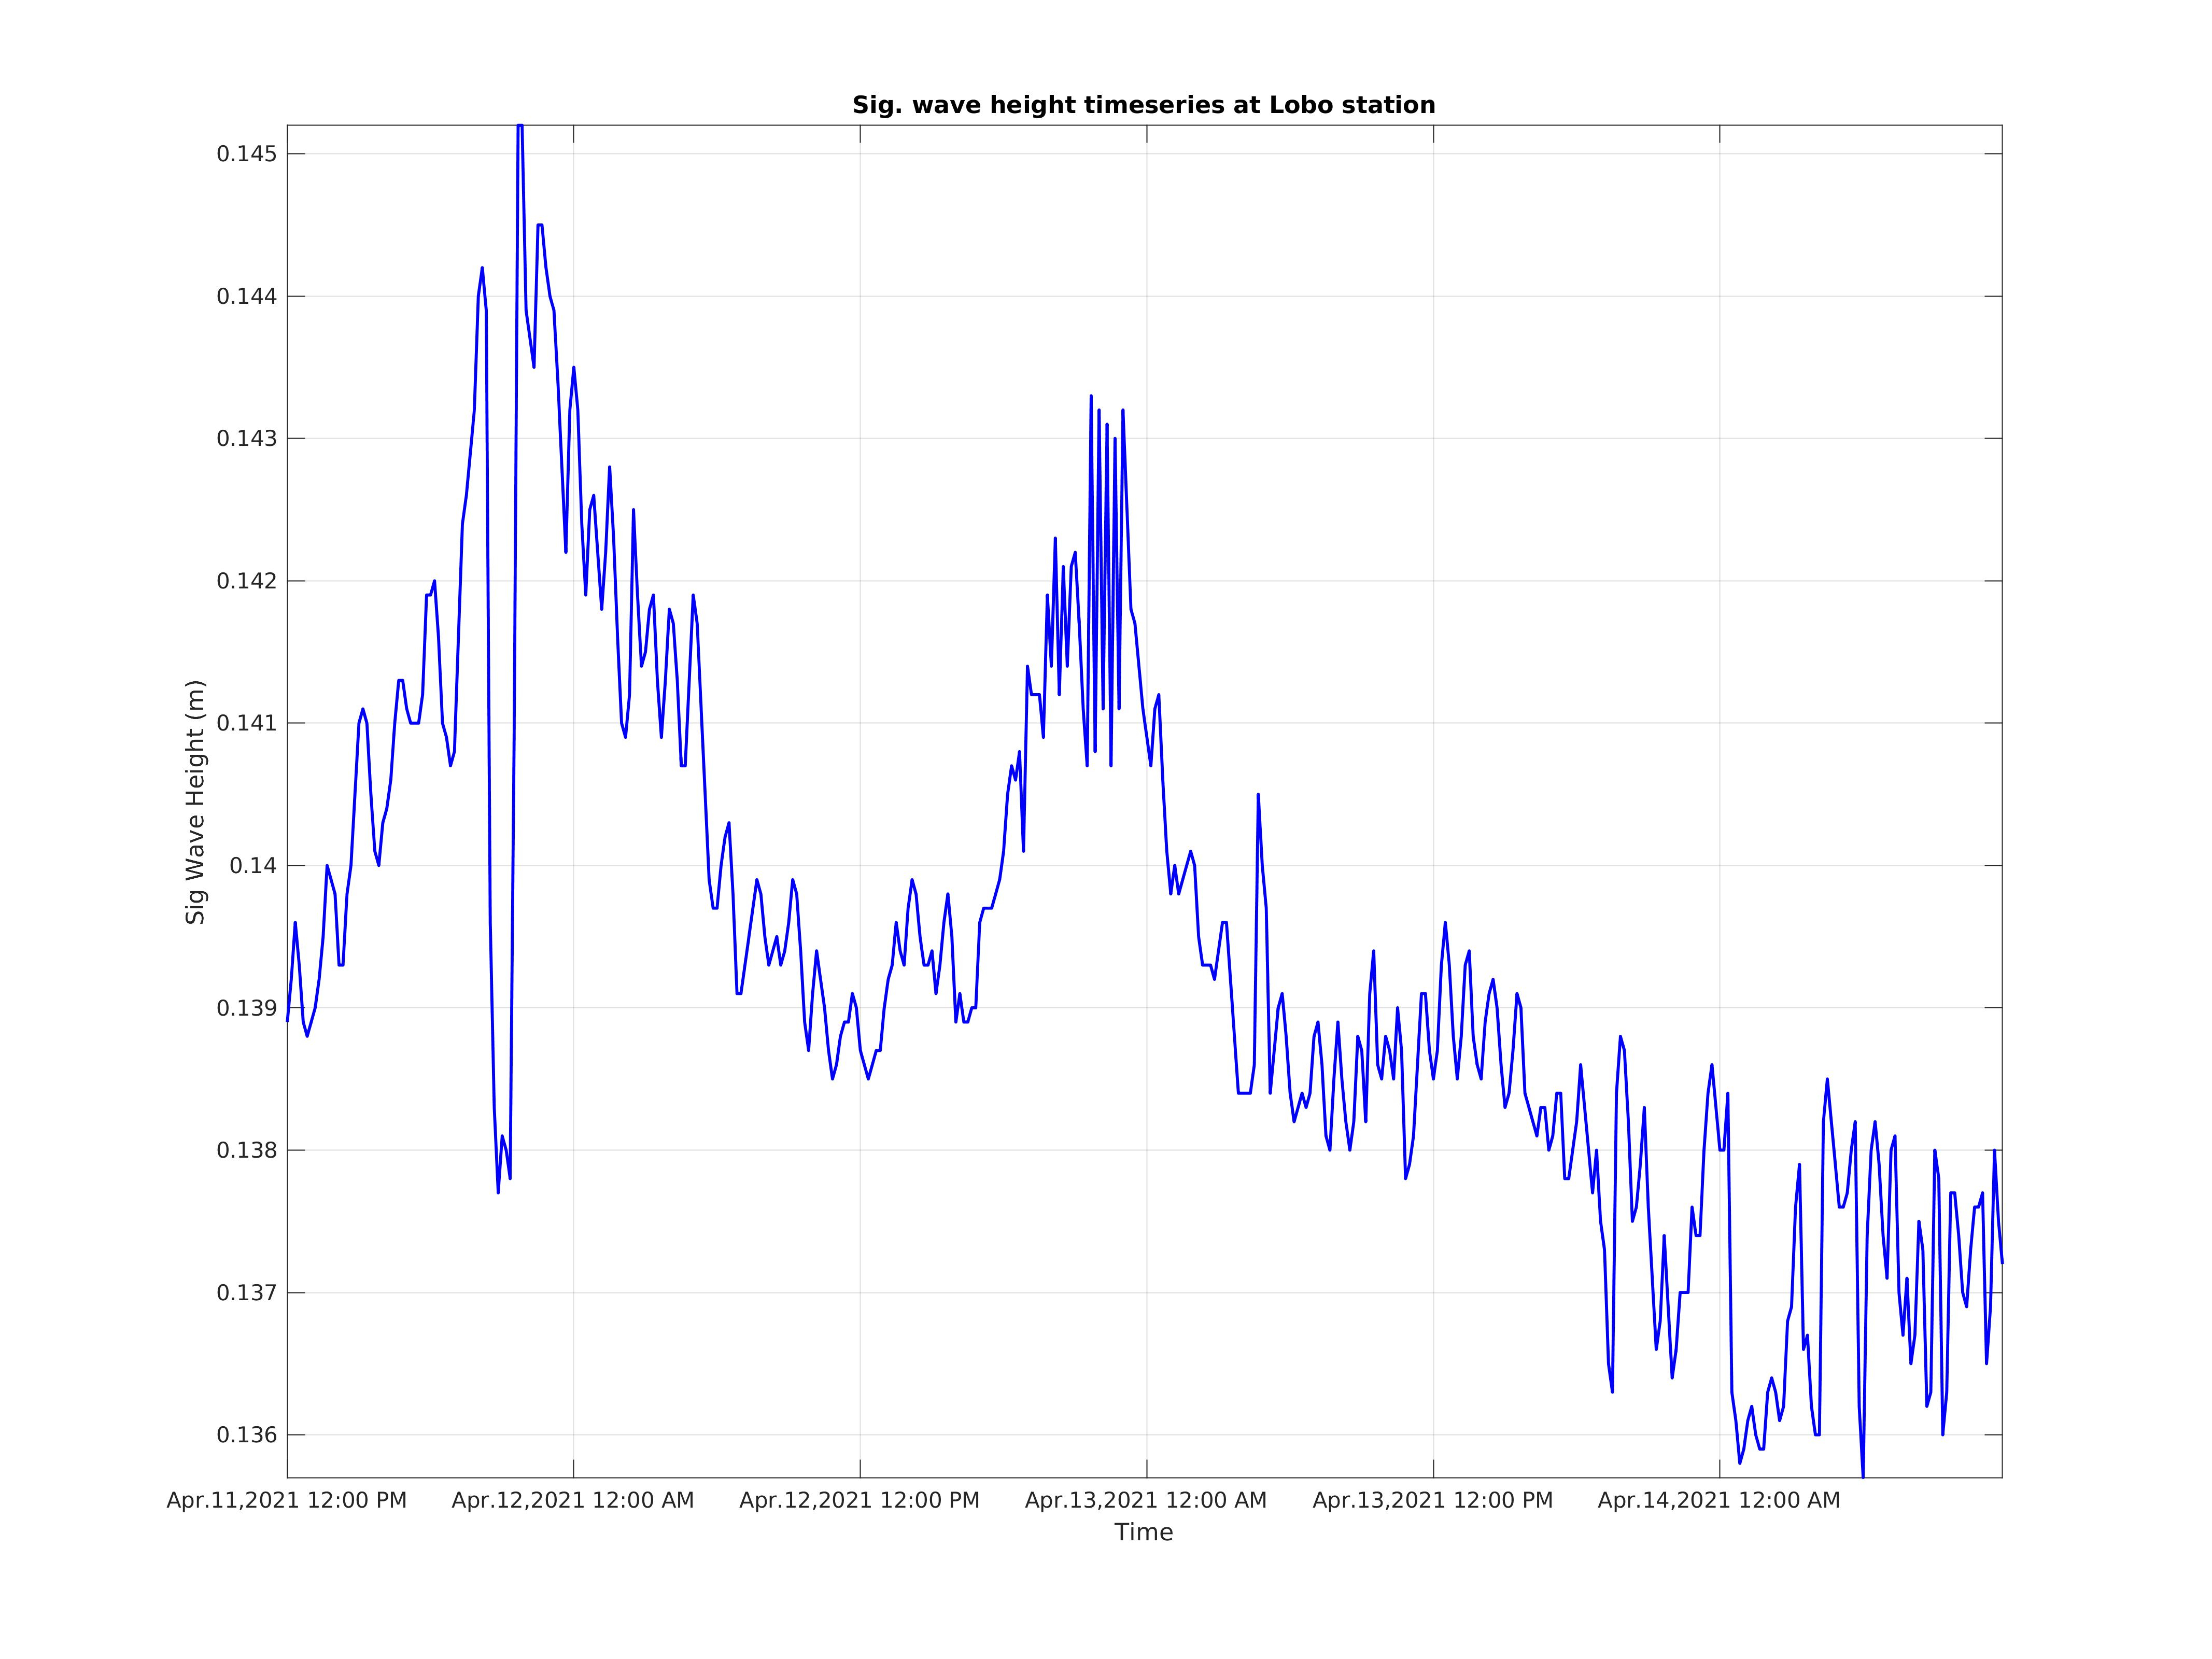 Sig. wave height timeseries at Lobo station
0.145
0.144
0.143
0.142
0.141
0.14
0.139
0.138
0.137
0.136
Sig Wave Height (m)
Apr.11,2021 12:00 PM
Apr.12,2021 12:00 AM
Apr.12,2021 12:00 PM
Apr.13,2021 12:00 AM
Apr.13,2021 12:00 PM
Apr.14,2021 12:00 AM
Time